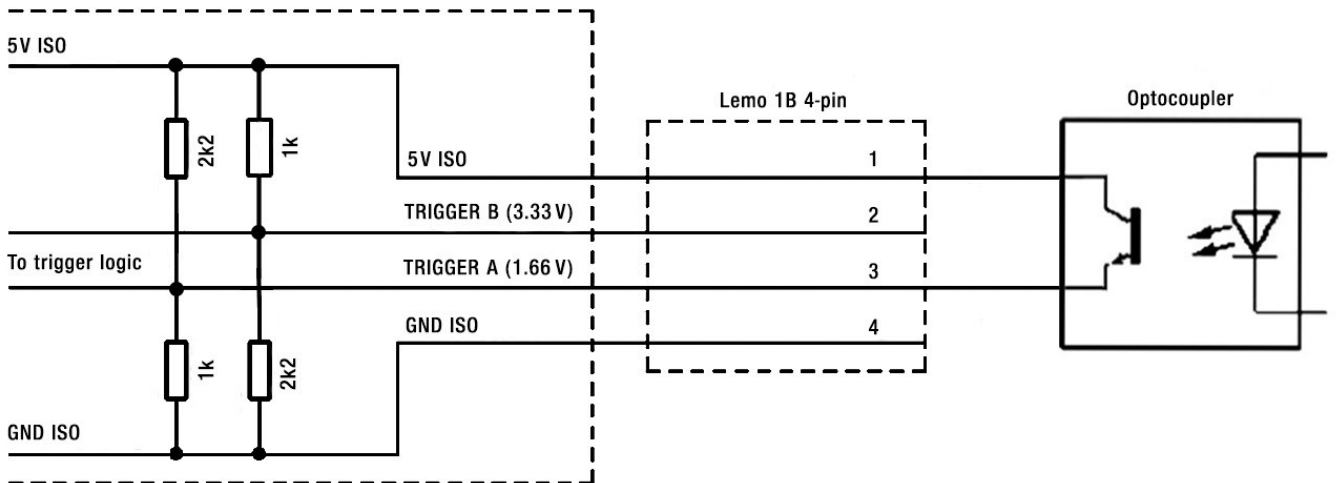 5V ISO
Lemo 1B 4-pin
Optocoupler
2k2
1k
5V ISO
1
TRIGGER B (3.33 V)
2
To trigger logic
TRIGGER A (1.66 V)
3
GND ISO
4
1k
2k2
GND ISO